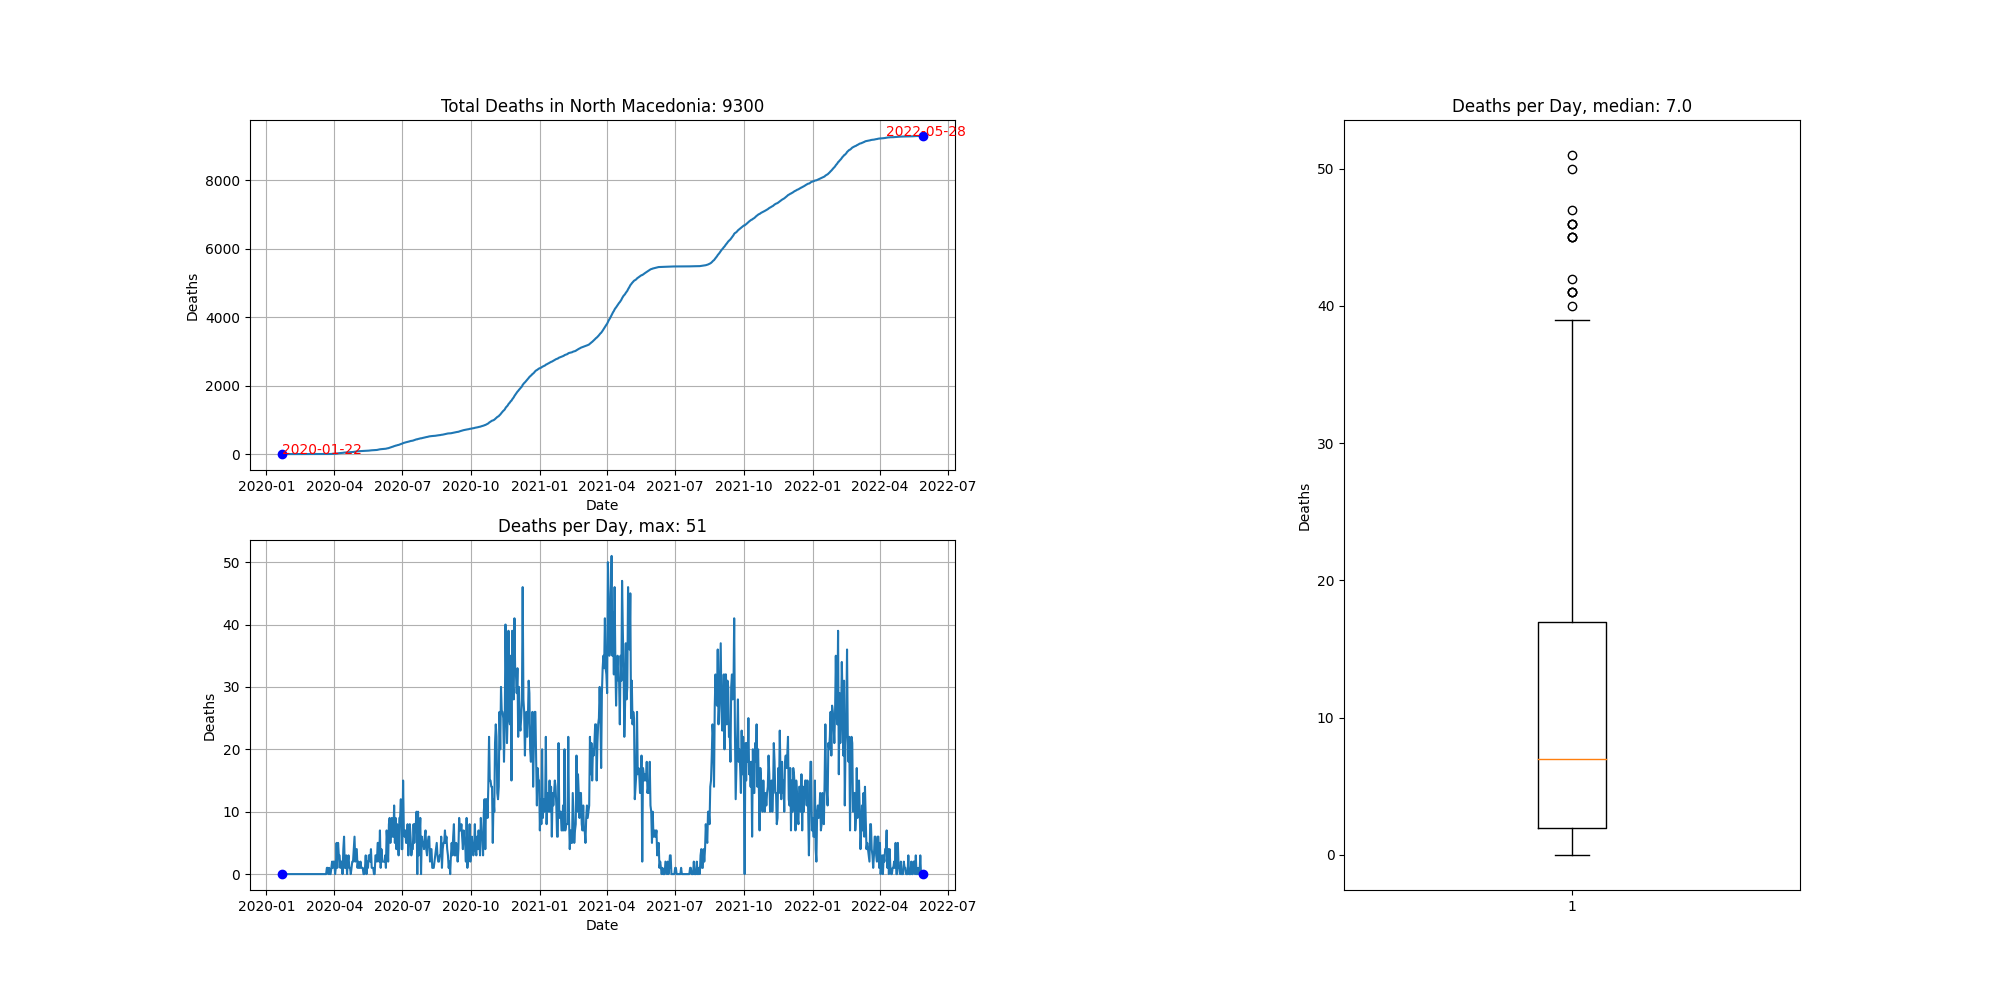 Total Deaths in North Macedonia: 9300
Deaths
8000
6000
4000
2000
0
2020-01-22
2022-05-28
2020-01 2020-04 2020-07 2020-10 2021-01 2021-04 2021-07 2021-10 2022-01 2022-04 2022-07
Date
Deaths per Day, max: 51
Deaths
50
40
30
20
10
0
2020-01 2020-04 2020-07 2020-10 2021-01 2021-04 2021-07 2021-10 2022-01 2022-04 2022-07
Date
Deaths per Day, median: 7.0
Deaths
50
40
30
20
10
0
1